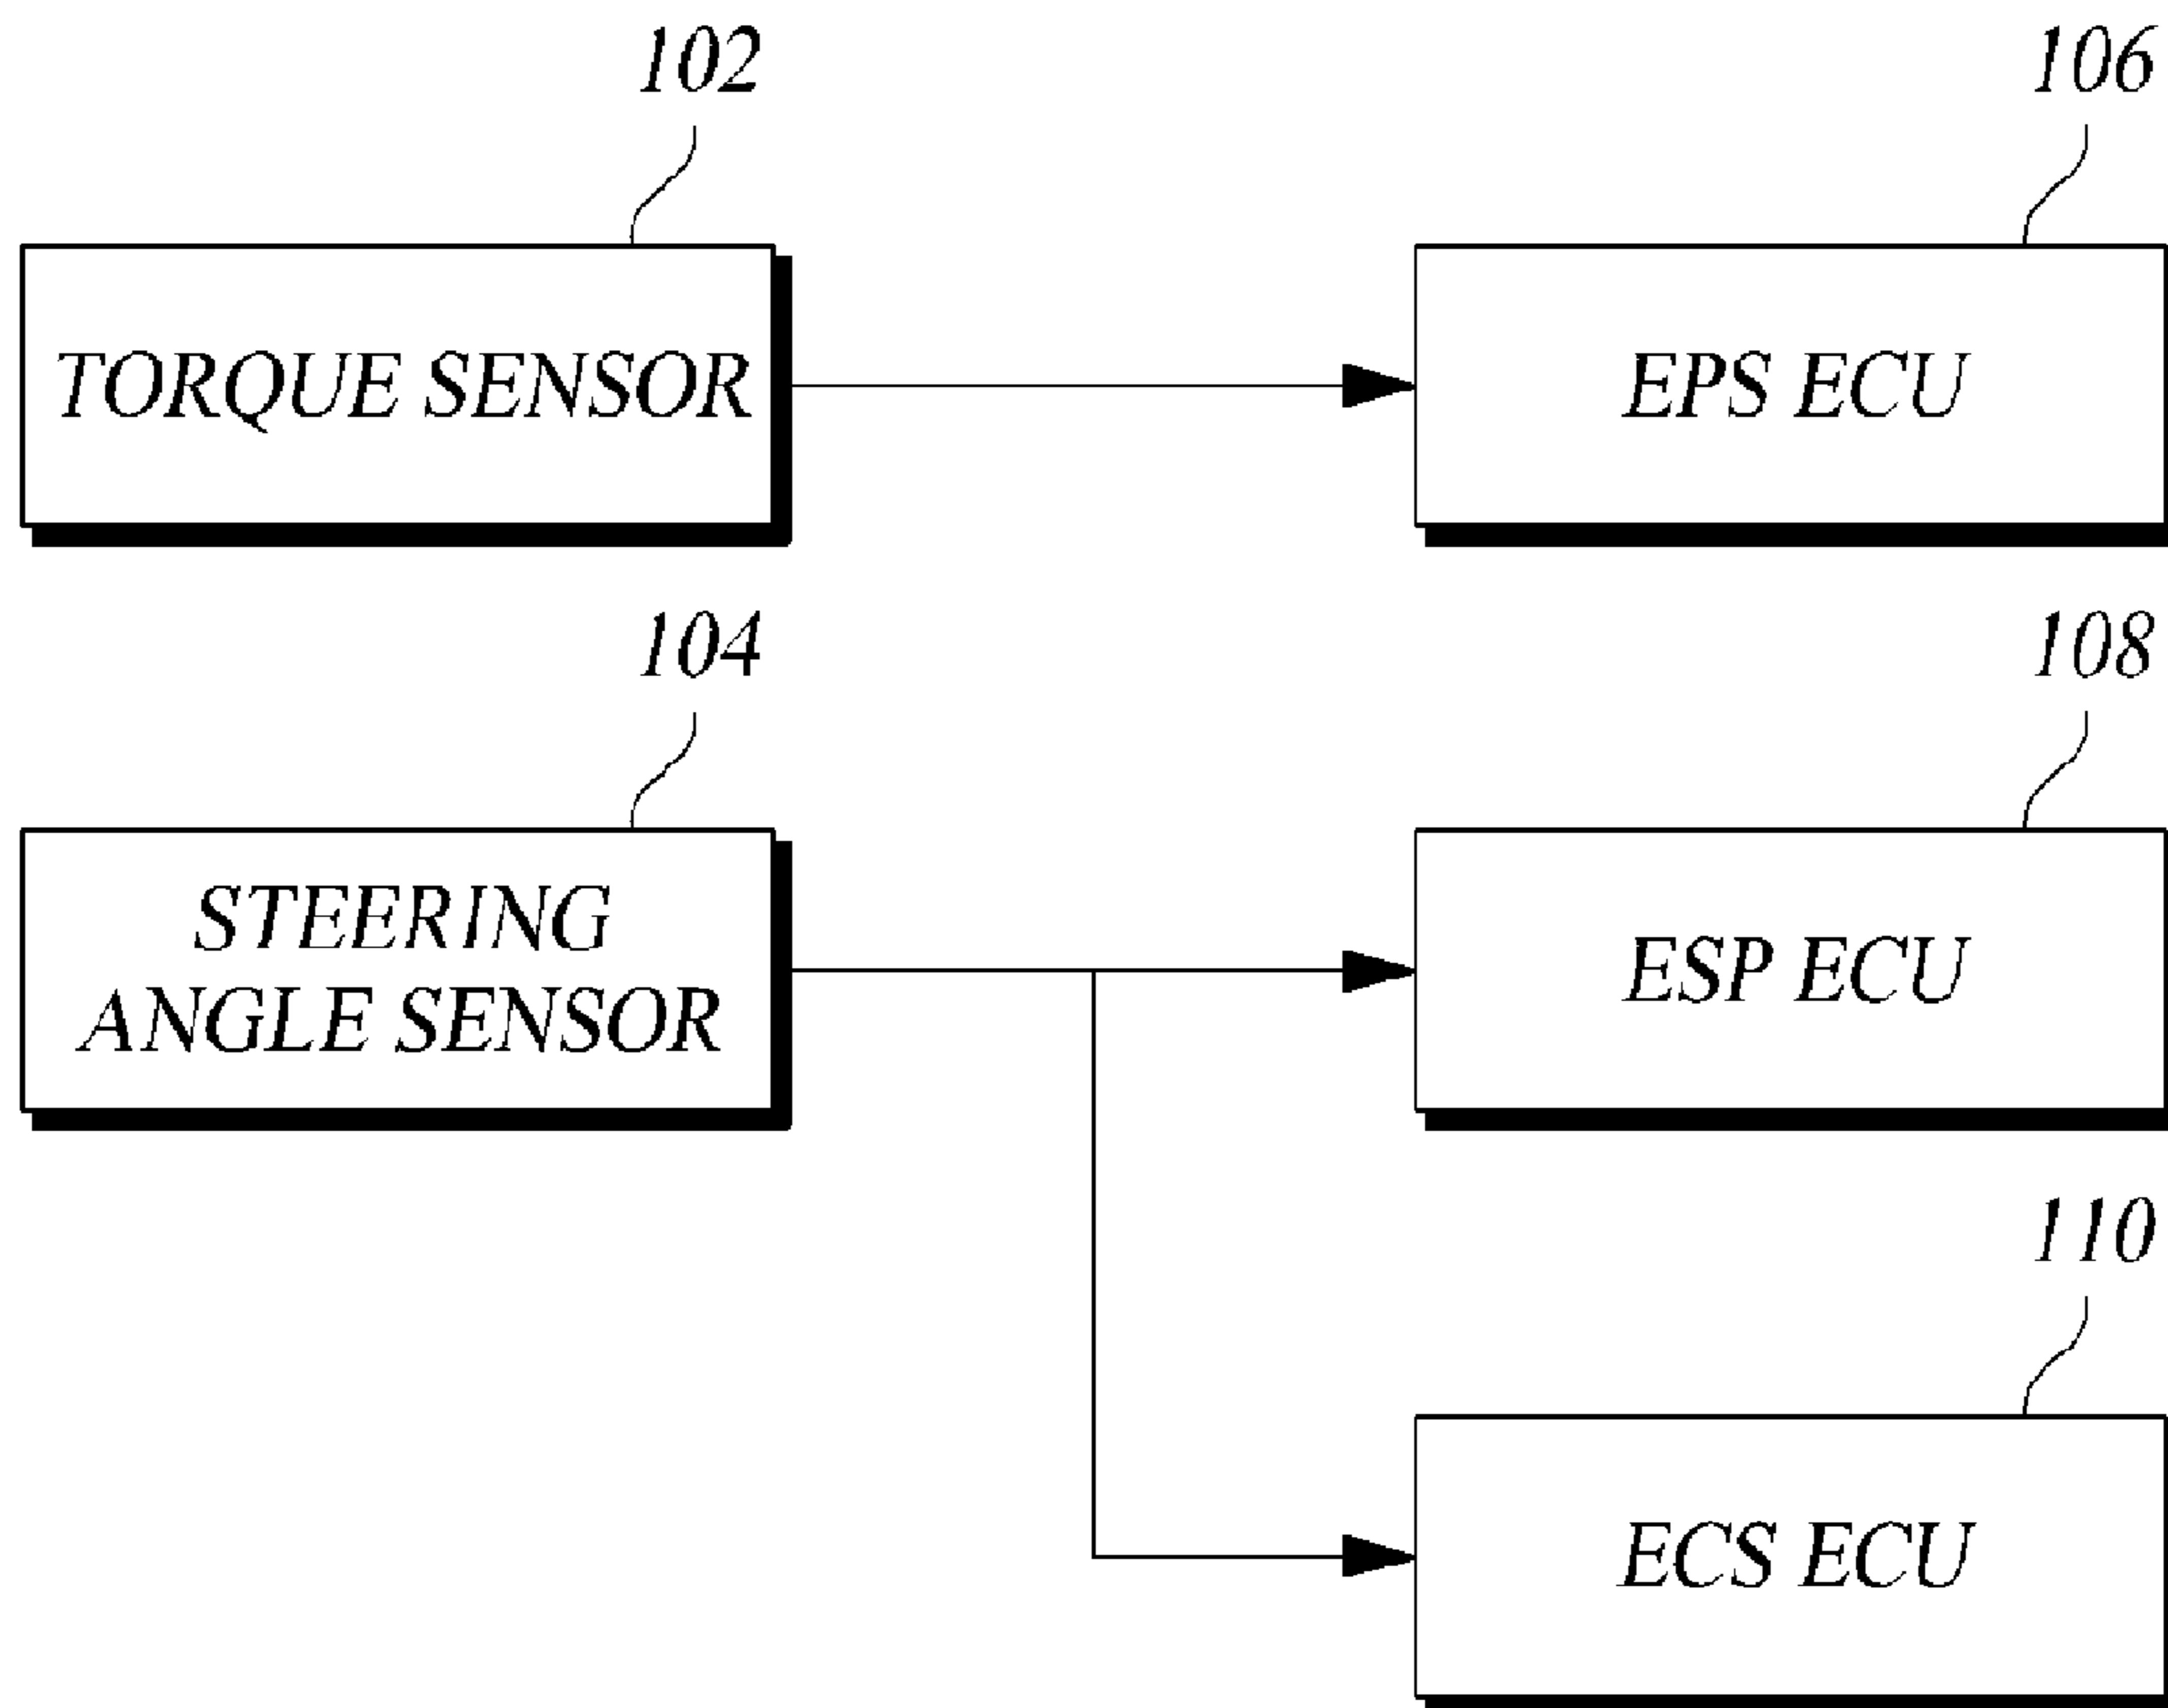 102
106
TORQUE SENSOR
EPS ECU
104
108
STEERING
ANGLE SENSOR
ESP ECU
110
ECS ECU